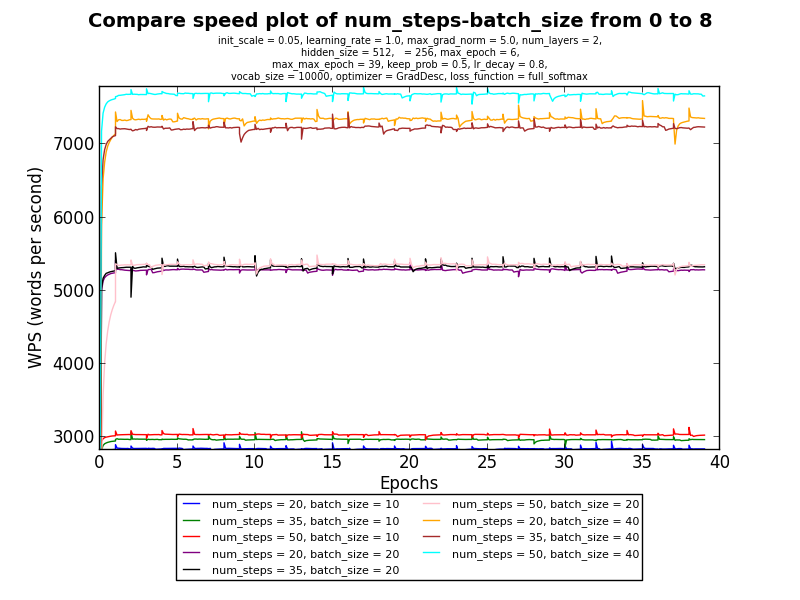 Compare speed plot of num_steps-batch_size from 0 to 8
init_scale = 0.05, learning_rate = 1.0, max_grad_norm = 5.0, num_layers = 2,
hidden_size = 512,   = 256, max_epoch = 6,
max_max_epoch = 39, keep_prob = 0.5, lr_decay = 0.8,
vocab_size = 10000, optimizer = GradDesc, loss_function = full_softmax
WPS (words per second)
7000
6000
5000
4000
3000
0 5 10 15 20 25 30 35 40
Epochs
num_steps = 20, batch_size = 10
num_steps = 35, batch_size = 10
num_steps = 50, batch_size = 10
num_steps = 20, batch_size = 20
num_steps = 35, batch_size = 20
num_steps = 50, batch_size = 20
num_steps = 20, batch_size = 40
num_steps = 35, batch_size = 40
num_steps = 50, batch_size = 40